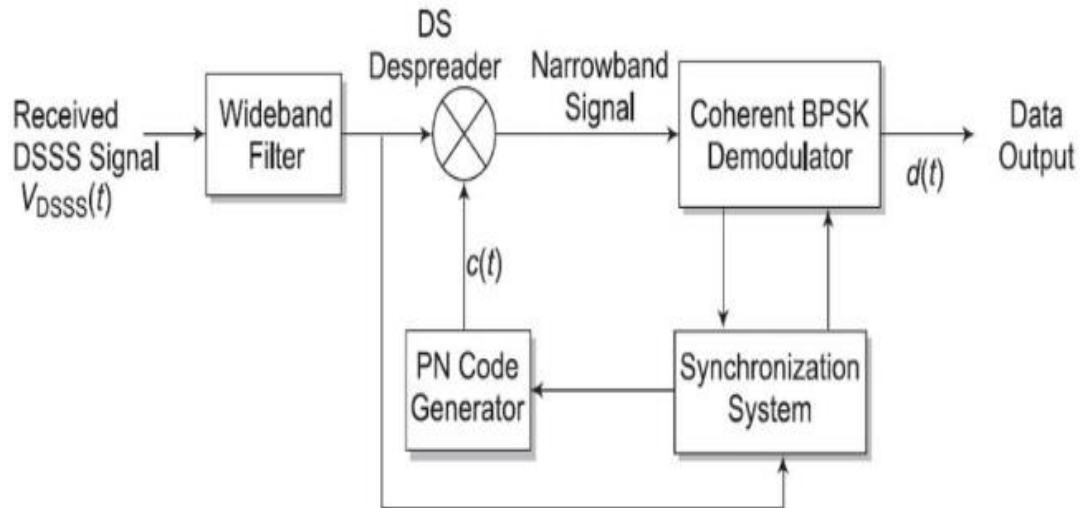 DS
Despreader
Narrowband
Signal
Received
DSSS Signal
V_DSSS(t)
Wideband
Filter
Coherent BPSK
Demodulator
d(t)
Data
Output
c(t)
PN Code
Generator
Synchronization
System